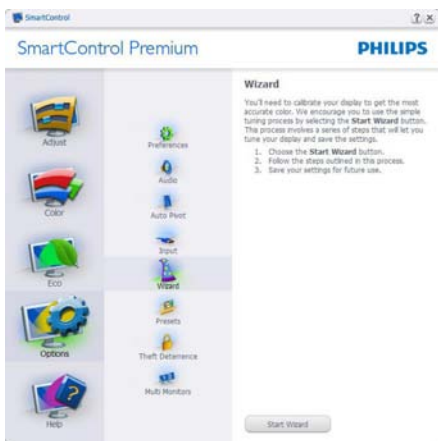 SmartControl
SmartControl Premium
PHILIPS
Adjust
Color
Eco
Options
Help
Preferences
Audio
Auto Pivot
Input
Wizard
Presets
Theft Deterrence
Multi Monitors
Wizard
You'll need to calibrate your display to get the most
accurate color. We encourage you to use the simple
tuning process by selecting the Start Wizard button.
This process involves a series of steps that will let you
tune your display and save the settings.
1. Choose the Start Wizard button.
2. Follow the steps outlined in this process.
3. Save your settings for future use.
Start Wizard